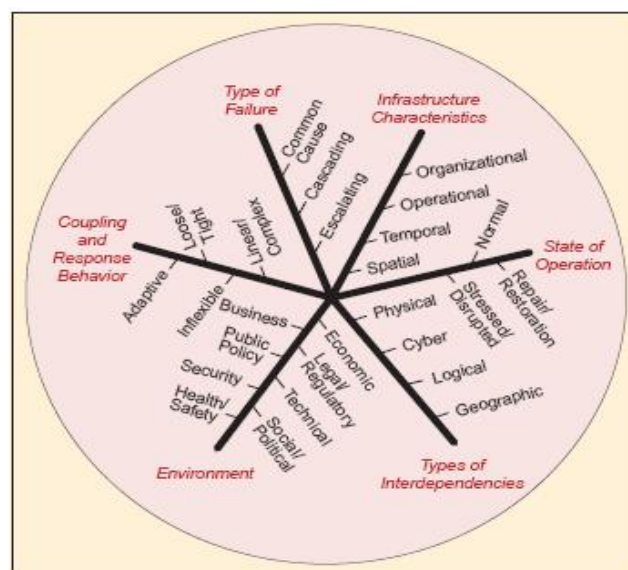 Type of
Failure
Common
Cause
Cascading
Escalating
Infrastructure
Characteristics
Organizational
Operational
Temporal
Spatial
State of
Operation
Normal
Repair/
Restoration
Stressed/
Disrupted
Types of
Interdependencies
Physical
Cyber
Logical
Geographic
Environment
Economic
Legal/
Regulatory
Technical
Social/
Political
Business
Public
Policy
Security
Health/
Safety
Coupling
and
Response
Behavior
Loose/
Tight
Linear/
Complex
Adaptive
Inflexible